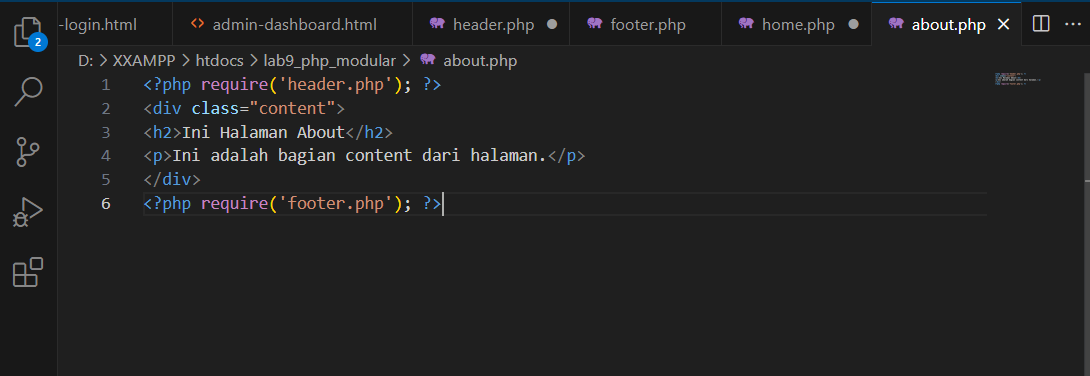 -login.html admin-dashboard.html header.php footer.php home.php about.php
D: > XXAMPP > htdocs > lab9_php_modular > about.php
2
1 <?php require('header.php'); ?>
2 <div class="content">
3 <h2>Ini Halaman About</h2>
4 <p>Ini adalah bagian content dari halaman.</p>
5 </div>
6 <?php require('footer.php'); ?>